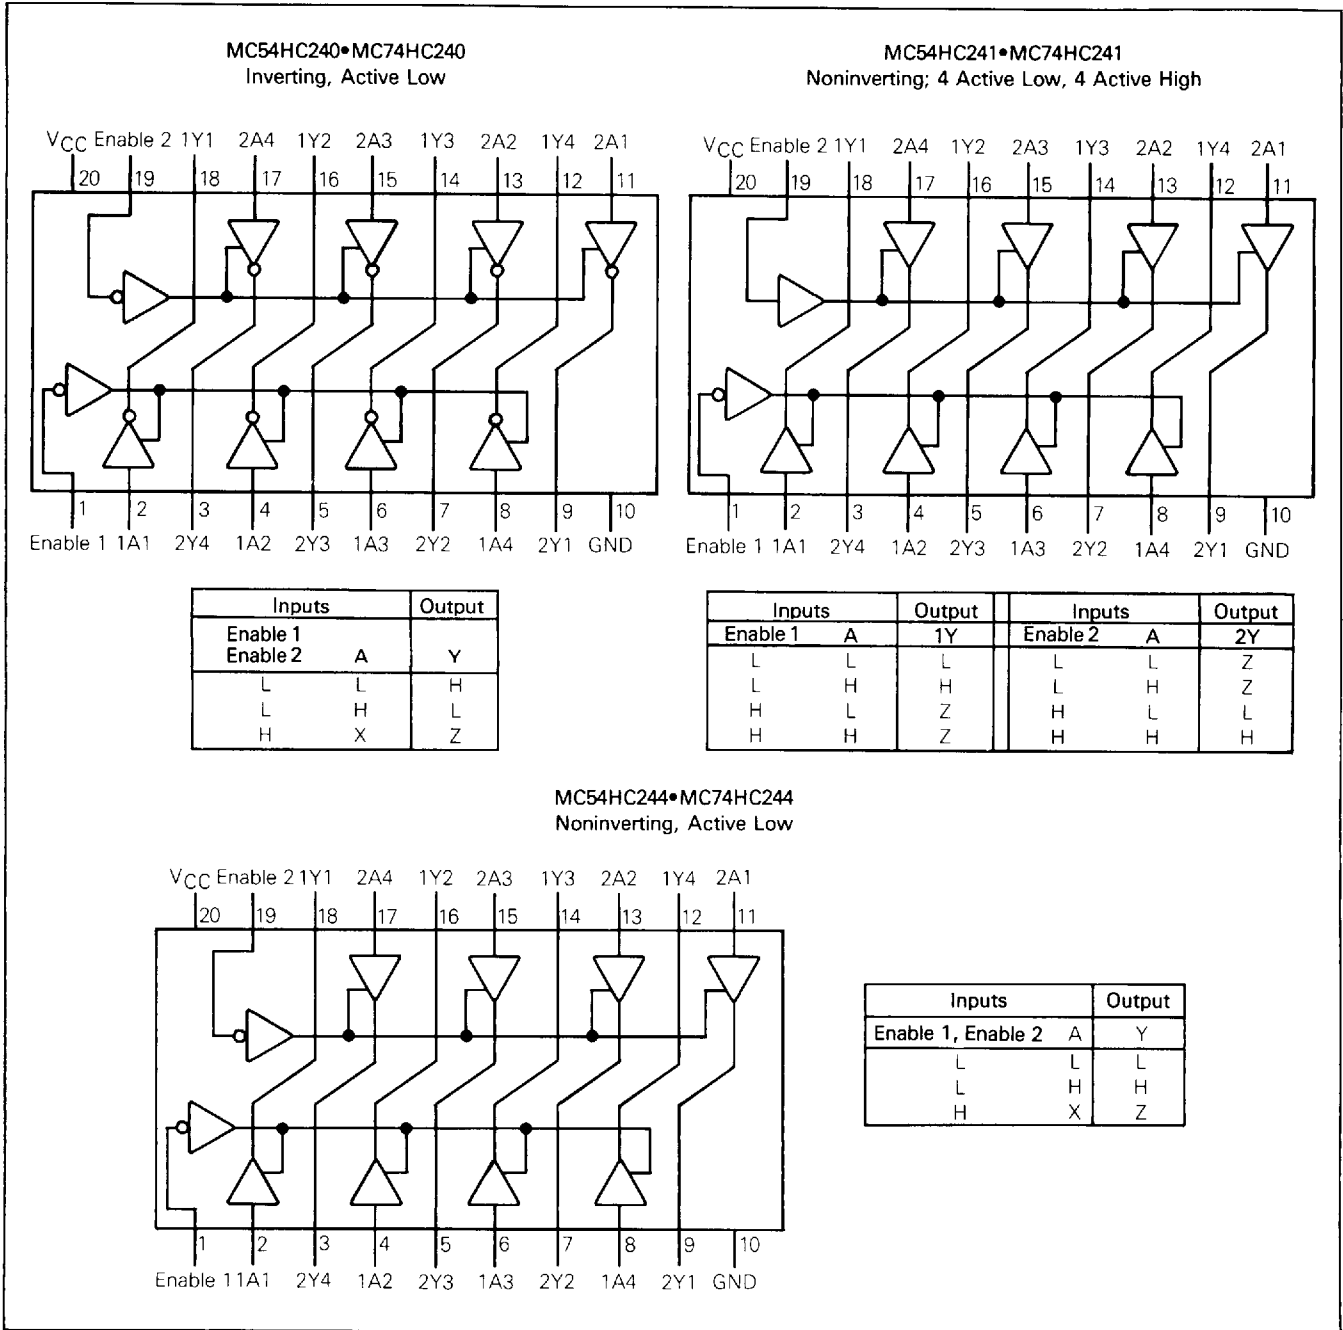 MC54HC240•MC74HC240
Inverting, Active Low
VCC Enable 2 1Y1 2A4 1Y2 2A3 1Y3 2A2 1Y4 2A1
20 19 18 17 16 15 14 13 12 11
1 2 3 4 5 6 7 8 9 10
Enable 1 1A1 2Y4 1A2 2Y3 1A3 2Y2 1A4 2Y1 GND
Inputs Output
Enable 1
Enable 2 A Y
L L H
L H L
H X Z
MC54HC241•MC74HC241
Noninverting; 4 Active Low, 4 Active High
VCC Enable 2 1Y1 2A4 1Y2 2A3 1Y3 2A2 1Y4 2A1
20 19 18 17 16 15 14 13 12 11
1 2 3 4 5 6 7 8 9 10
Enable 1 1A1 2Y4 1A2 2Y3 1A3 2Y2 1A4 2Y1 GND
Inputs Output Inputs Output
Enable 1 A 1Y Enable 2 A 2Y
L L L L L Z
L H H L H Z
H L Z H L L
H H Z H H H
MC54HC244•MC74HC244
Noninverting, Active Low
VCC Enable 2 1Y1 2A4 1Y2 2A3 1Y3 2A2 1Y4 2A1
20 19 18 17 16 15 14 13 12 11
1 2 3 4 5 6 7 8 9 10
Enable 1 1A1 2Y4 1A2 2Y3 1A3 2Y2 1A4 2Y1 GND
Inputs Output
Enable 1, Enable 2 A Y
L L L
L H H
H X Z